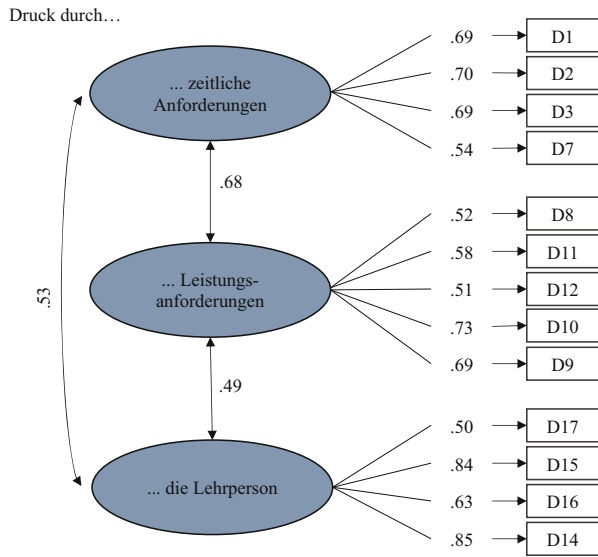 Druck durch…
... zeitliche
Anforderungen
.69 D1
.70 D2
.69 D3
.54 D7
.68
... Leistungs-
anforderungen
.52 D8
.58 D11
.51 D12
.73 D10
.69 D9
.53
.49
... die Lehrperson
.50 D17
.84 D15
.63 D16
.85 D14